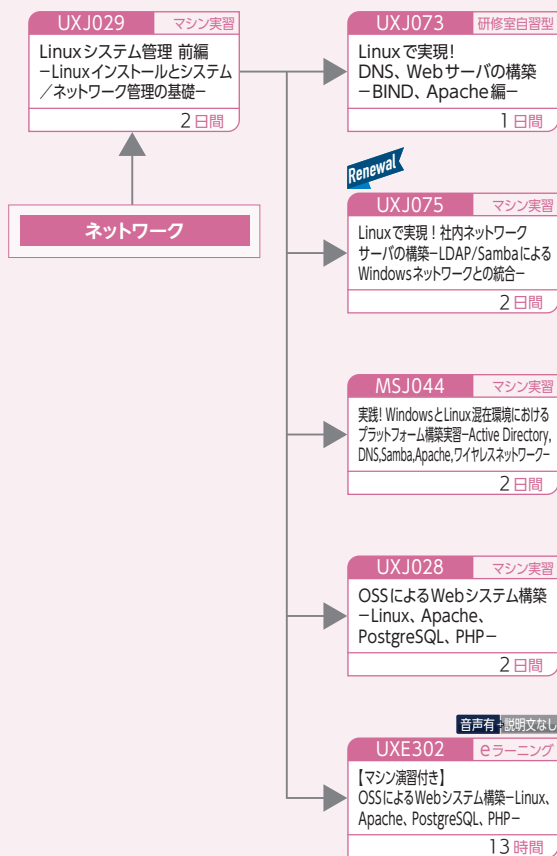 UXJ029 マシン実習
Linuxシステム管理 前編
−Linuxインストールとシステム
／ネットワーク管理の基礎−
2日間
ネットワーク
UXJ073 研修室自習型
Linuxで実現!
DNS、Webサーバの構築
−BIND、Apache編−
1日間
Renewal
UXJ075 マシン実習
Linuxで実現！社内ネットワーク
サーバの構築−LDAP/Sambaによる
Windowsネットワークとの統合−
2日間
MSJ044 マシン実習
実践! WindowsとLinux混在環境における
プラットフォーム構築実習−Active Directory,
DNS,Samba,Apache,ワイヤレスネットワーク−
2日間
UXJ028 マシン実習
OSSによるWebシステム構築
−Linux、Apache、
PostgreSQL、PHP−
2日間
音声有+説明文なし
UXE302 eラーニング
【マシン演習付き】
OSSによるWebシステム構築−Linux、
Apache、PostgreSQL、PHP−
13時間